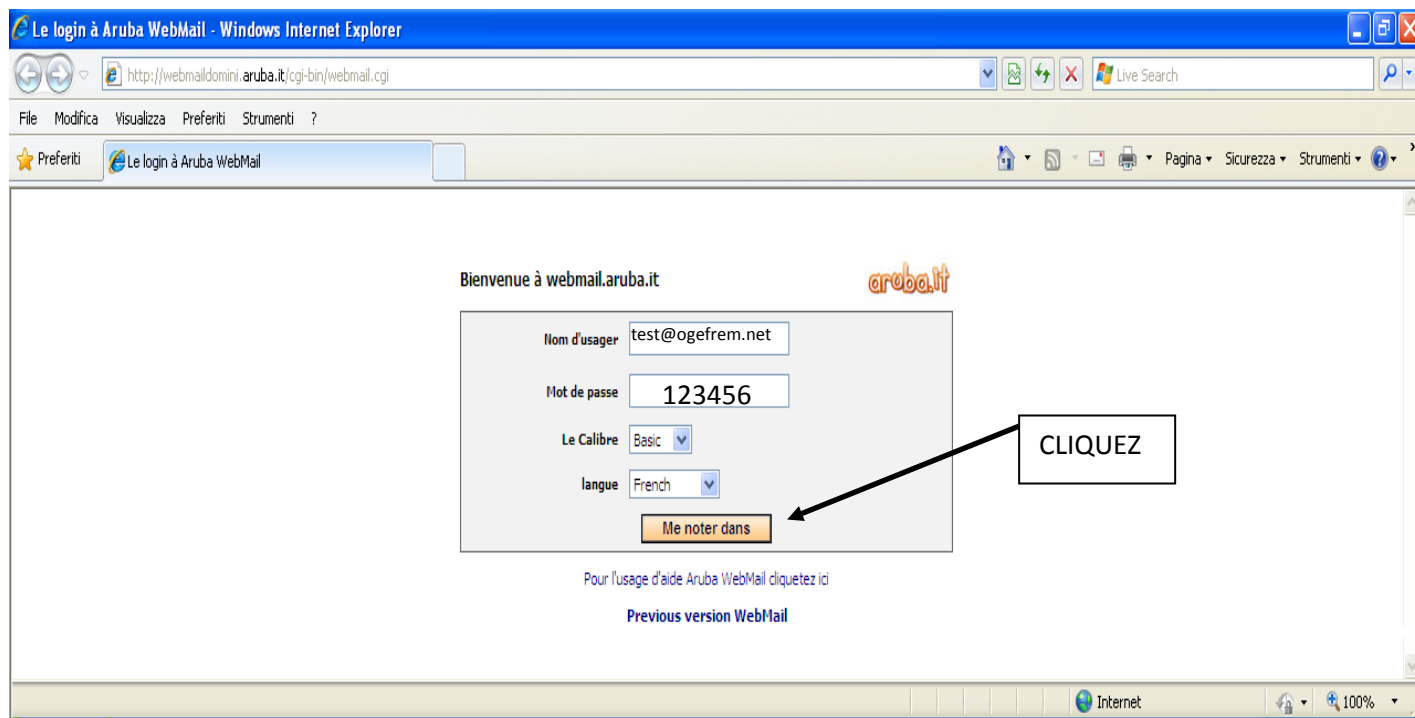 Le login à Aruba WebMail - Windows Internet Explorer
http://webmaildomini.aruba.it/cgi-bin/webmail.cgi Live Search
File Modifica Visualizza Preferiti Strumenti ?
Preferiti Le login à Aruba WebMail Pagina Sicurezza Strumenti
Bienvenue à webmail.aruba.it aruba.it
Nom d'usager test@ogefrem.net
Mot de passe 123456
Le Calibre Basic
CLIQUEZ
langue French
Me noter dans
Pour l'usage d'aide Aruba WebMail cliquetez ici
Previous version WebMail
Internet 100%